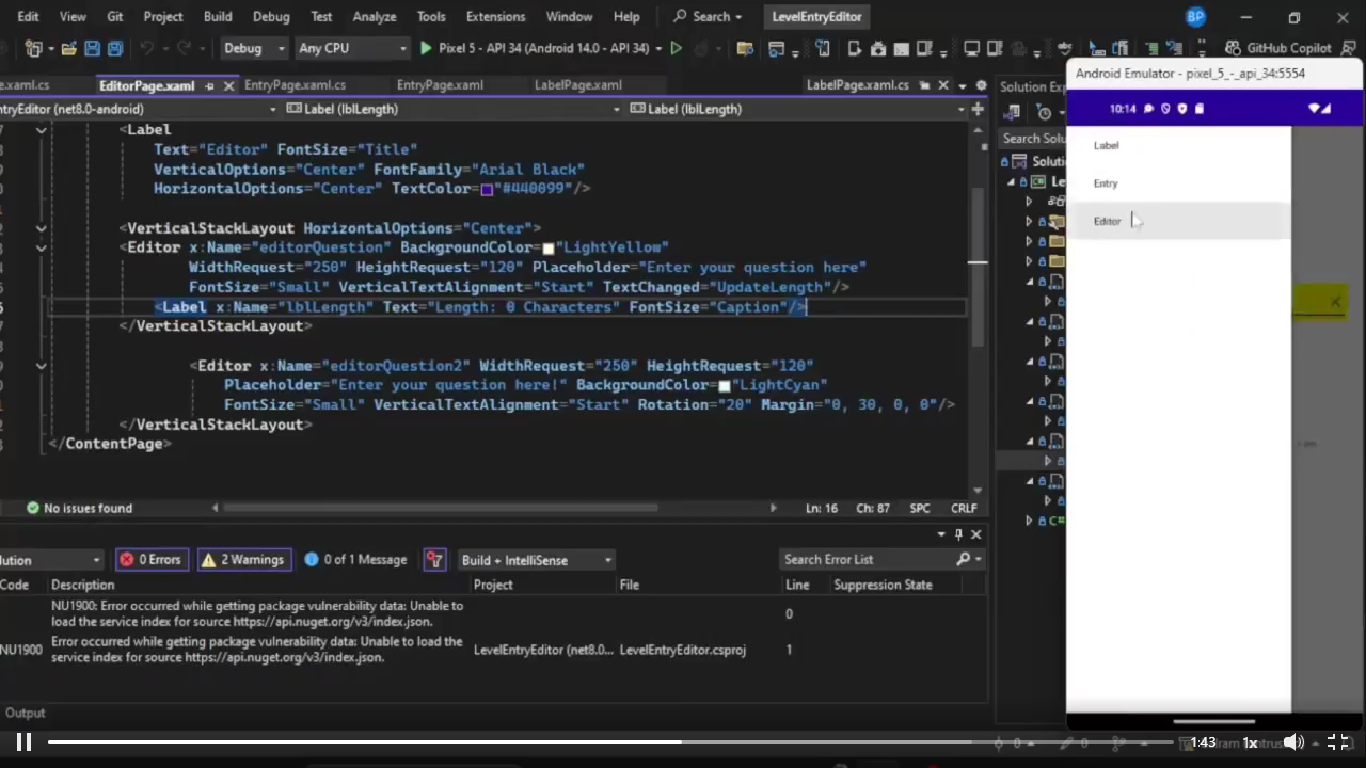 Edit View Git Project Build Debug Test Analyze Tools Extensions Window Help Search LevelEntryEditor BP
Debug Any CPU Pixel 5 - API 34 (Android 14.0 - API 34) GitHub Copilot
e.xaml.cs EditorPage.xaml EntryPage.xaml.cs EntryPage.xaml LabelPage.xaml LabelPage.xaml.cs
ntryEditor (net8.0-android) Label (lblLength) Label (lblLength)
<Label
Text="Editor" FontSize="Title"
VerticalOptions="Center" FontFamily="Arial Black"
HorizontalOptions="Center" TextColor="#440099"/>
<VerticalStackLayout HorizontalOptions="Center">
<Editor x:Name="editorQuestion" BackgroundColor="LightYellow"
WidthRequest="250" HeightRequest="120" Placeholder="Enter your question here"
FontSize="Small" VerticalTextAlignment="Start" TextChanged="UpdateLength"/>
<Label x:Name="lblLength" Text="Length: 0 Characters" FontSize="Caption"/>
</VerticalStackLayout>
<Editor x:Name="editorQuestion2" WidthRequest="250" HeightRequest="120"
Placeholder="Enter your question here!" BackgroundColor="LightCyan"
FontSize="Small" VerticalTextAlignment="Start" Rotation="20" Margin="0, 30, 0, 0"/>
</VerticalStackLayout>
</ContentPage>
No issues found Ln: 16 Ch: 87 SPC CRLF
lution 0 Errors 2 Warnings 0 of 1 Message Build + IntelliSense Search Error List
Code Description Project File Line Suppression State
NU1900: Error occurred while getting package vulnerability data: Unable to
load the service index for source https://api.nuget.org/v3/index.json.
0
NU1900 Error occurred while getting package vulnerability data: Unable to load the
service index for source https://api.nuget.org/v3/index.json.
LevelEntryEditor (net8.0... LevelEntryEditor.csproj 1
Output
Solution Exp
Search Solu
Solutio
Le
C#
Android Emulator - pixel_5_-_api_34:5554
10:14
Label
Entry
Editor
1:43 1x